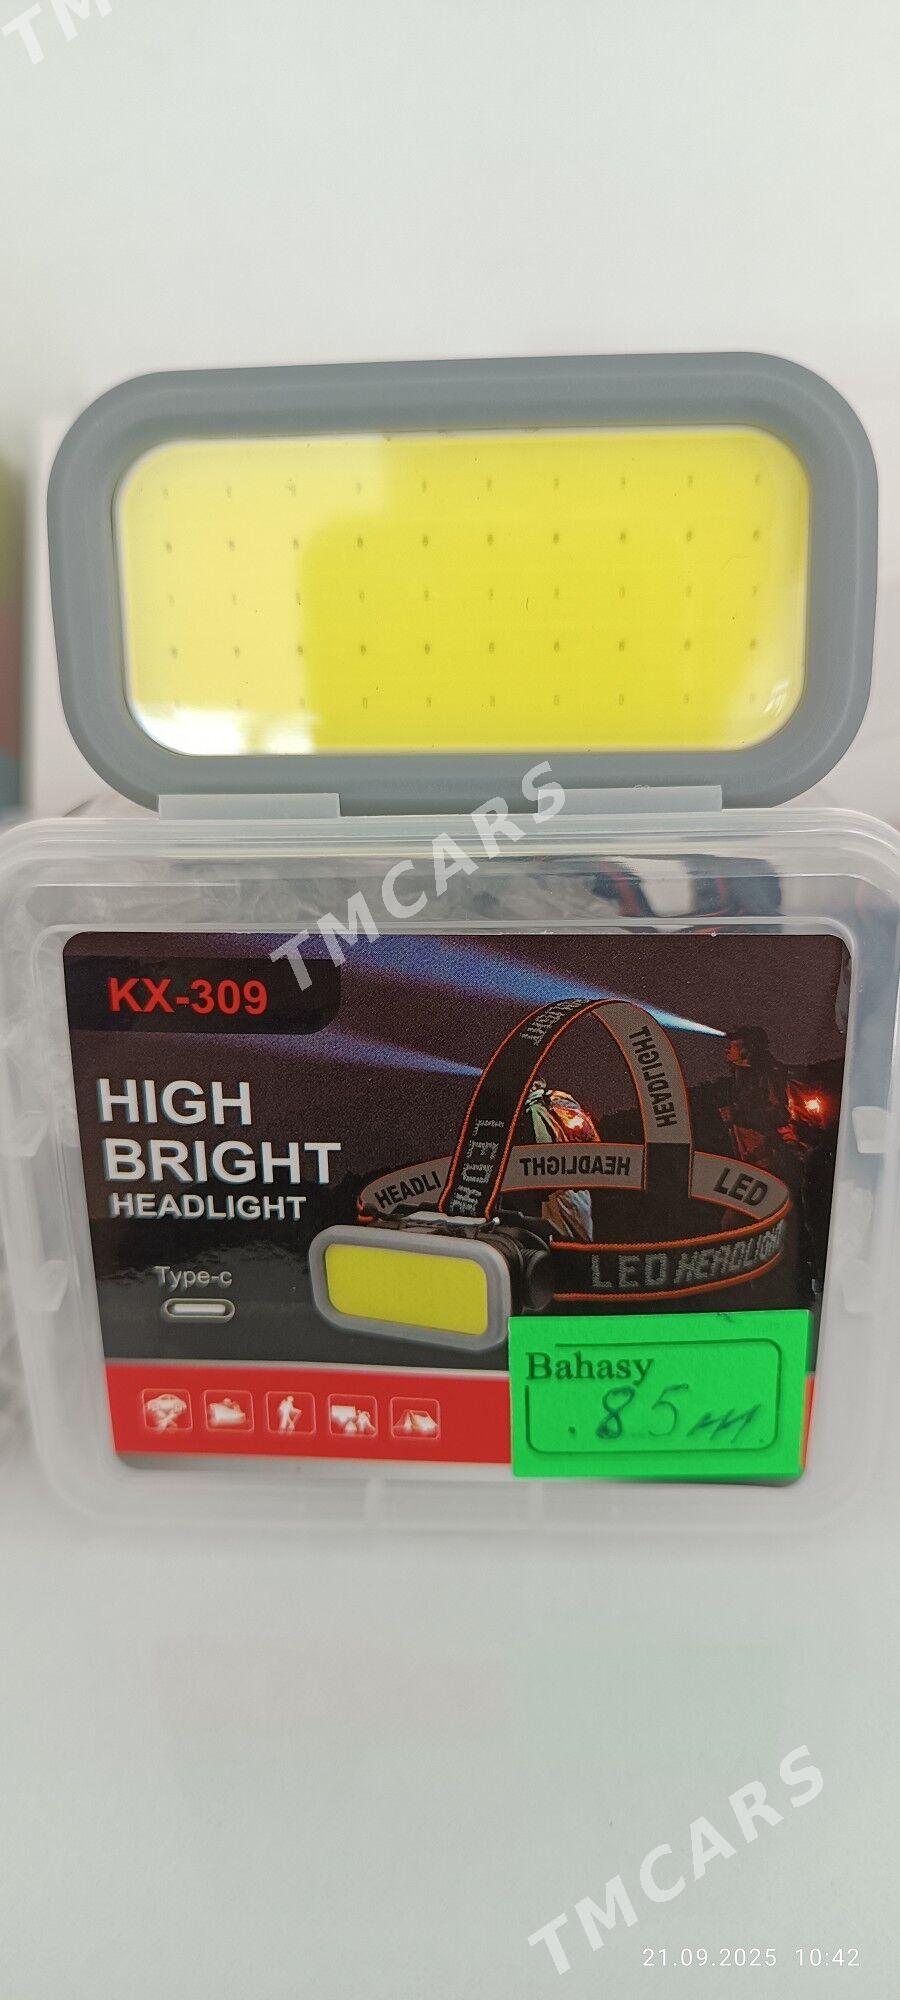 TM
TMCARS
KX-309
HIGH
BRIGHT
HEADLIGHT
Type-c
HEADLIGHT
HEADLIGHT
HEADLI
LED
LED HEADLIGHT
Bahasy
85 m
TMCARS
21.09.2025 10:42